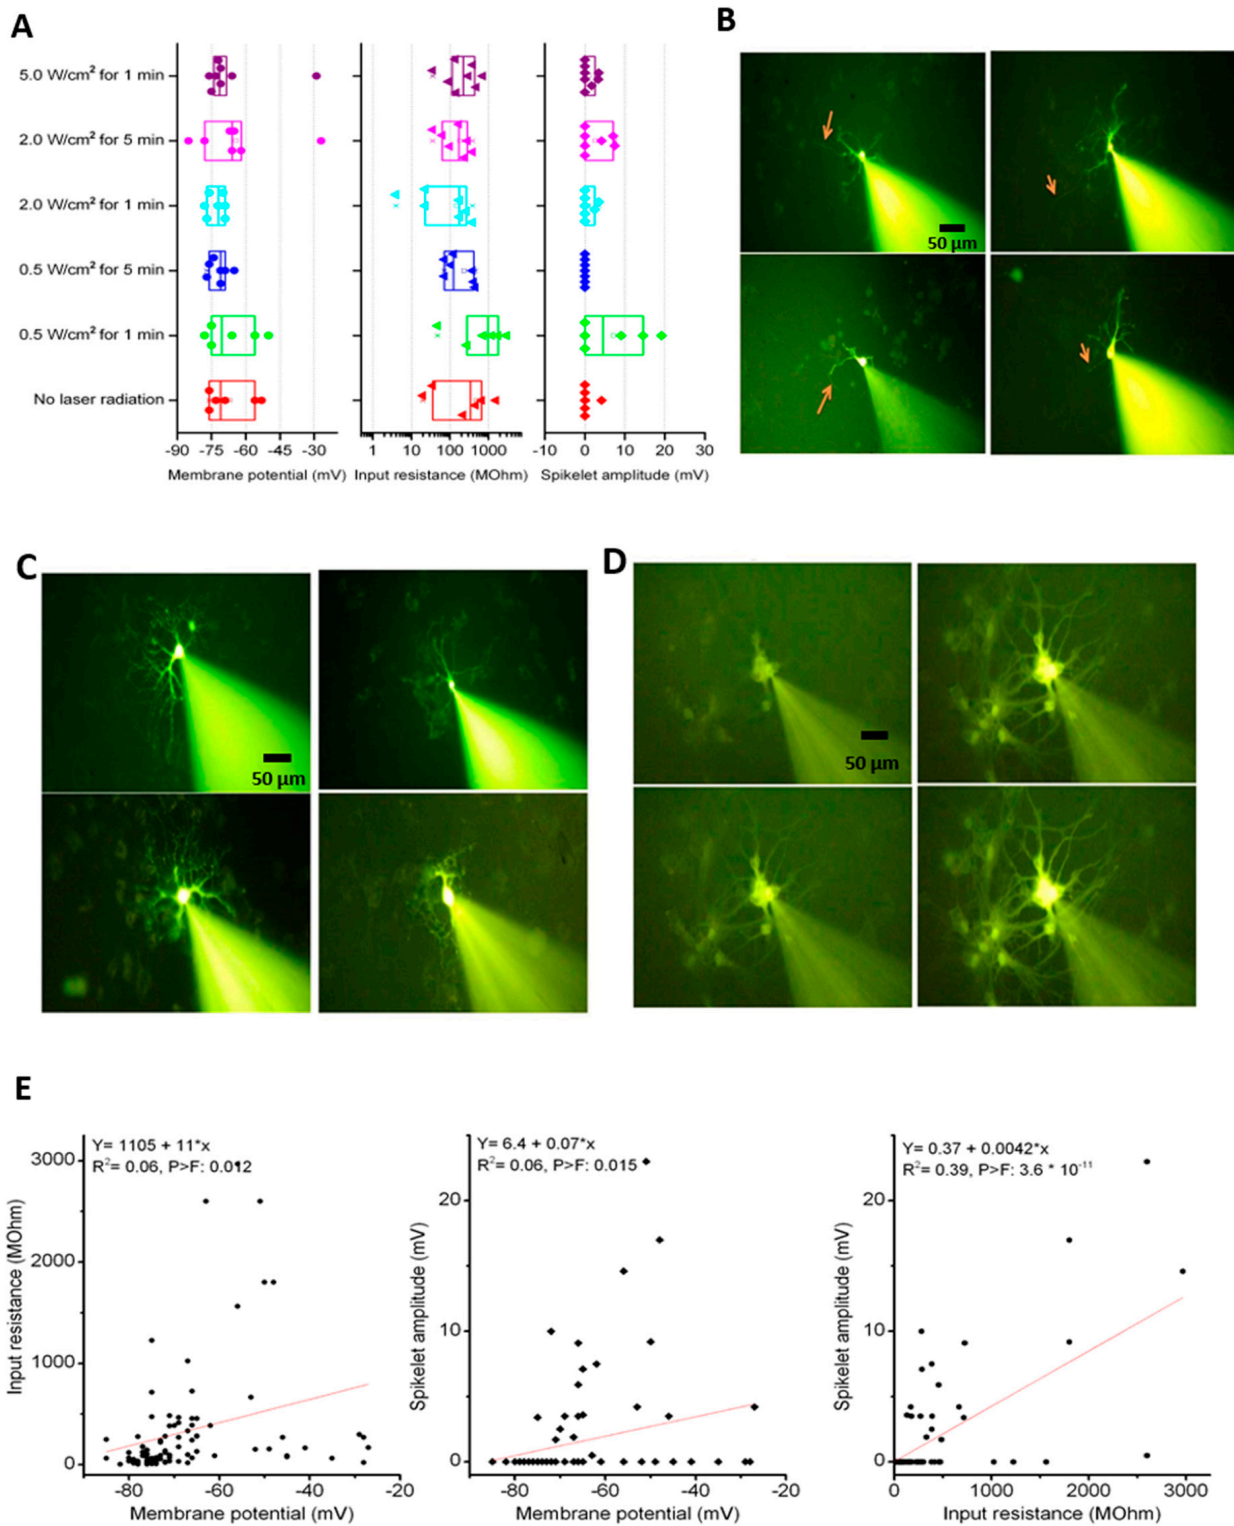 A
5.0 W/cm² for 1 min
2.0 W/cm² for 5 min
2.0 W/cm² for 1 min
0.5 W/cm² for 5 min
0.5 W/cm² for 1 min
No laser radiation
-90 -75 -60 -45 -30
Membrane potential (mV)
1 10 100 1000
Input resistance (MOhm)
-10 0 10 20 30
Spikelet amplitude (mV)
B
50 µm
C
50 µm
D
50 µm
E
Y= 1105 + 11*x
R²= 0.06, P>F: 0.012
Input resistance (MOhm)
3000
2000
1000
0
-80 -60 -40 -20
Membrane potential (mV)
Y= 6.4 + 0.07*x
R²= 0.06, P>F: 0.015
Spikelet amplitude (mV)
20
10
0
-80 -60 -40 -20
Membrane potential (mV)
Y= 0.37 + 0.0042*x
R²= 0.39, P>F: 3.6 * 10⁻¹¹
Spikelet amplitude (mV)
20
10
0
0 1000 2000 3000
Input resistance (MOhm)